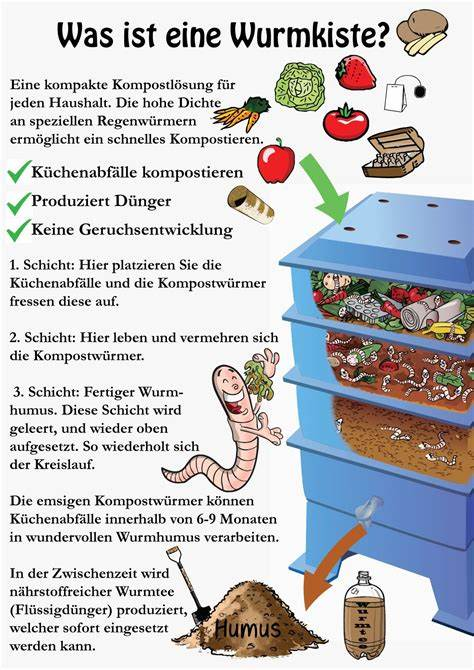 Was ist eine Wurmkiste?
Eine kompakte Kompostlösung für
jeden Haushalt. Die hohe Dichte
an speziellen Regenwürmern
ermöglicht ein schnelles Kompostieren.
Küchenabfälle kompostieren
Produziert Dünger
Keine Geruchsentwicklung
1. Schicht: Hier platzieren Sie die
Küchenabfälle und die Kompostwürmer
fressen diese auf.
2. Schicht: Hier leben und vermehren sich
die Kompostwürmer.
3. Schicht: Fertiger Wurm-
humus. Diese Schicht wird
geleert, und wieder oben
aufgesetzt. So wiederholt sich
der Kreislauf.
Die emsigen Kompostwürmer können
Küchenabfälle innerhalb von 6-9 Monaten
in wundervollen Wurmhumus verarbeiten.
In der Zwischenzeit wird
nährstoffreicher Wurmtee
(Flüssigdünger) produziert,
welcher sofort eingesetzt
werden kann.
Humus
Wurmtee